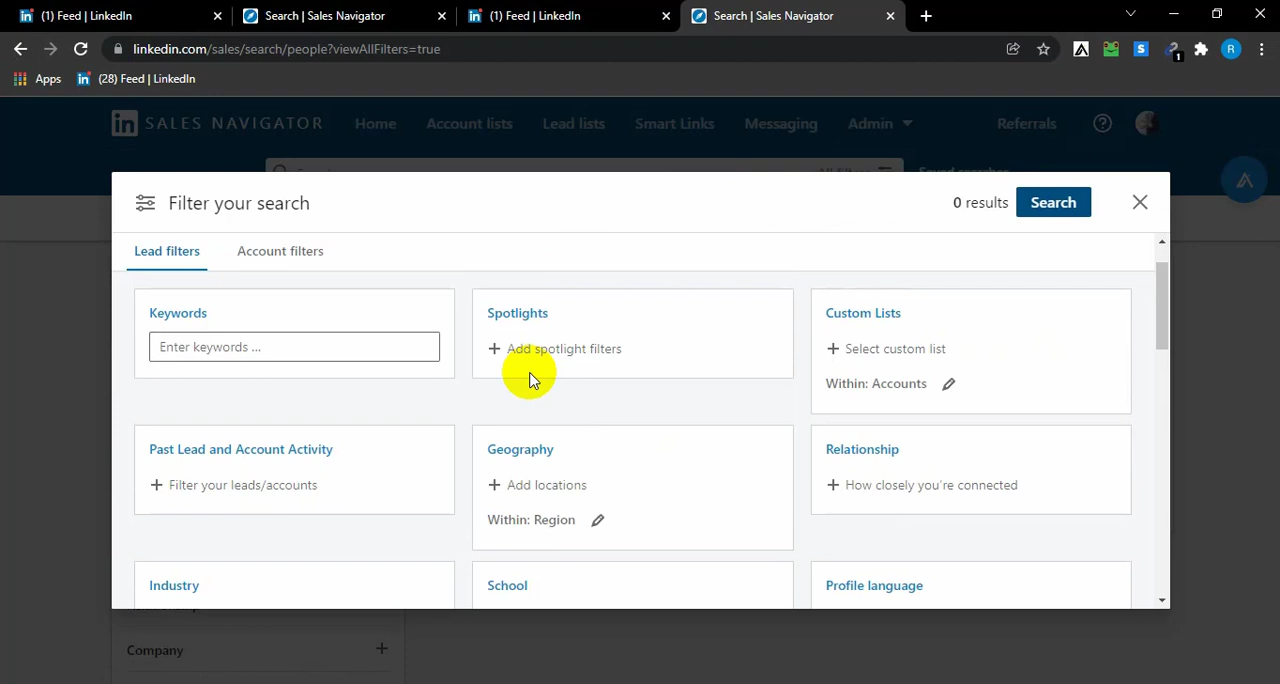 (1) Feed | LinkedIn
Search | Sales Navigator
(1) Feed | LinkedIn
Search | Sales Navigator
linkedin.com/sales/search/people?viewAllFilters=true
1
R
Apps
(28) Feed | LinkedIn
in SALES NAVIGATOR
Home
Account lists
Lead lists
Smart Links
Messaging
Admin
Referrals
Filter your search
0 results
Search
Lead filters
Account filters
Keywords
Enter keywords ...
Spotlights
+ Add spotlight filters
Custom Lists
+ Select custom list
Within: Accounts
Past Lead and Account Activity
+ Filter your leads/accounts
Geography
+ Add locations
Within: Region
Relationship
+ How closely you're connected
Industry
School
Profile language
Company +